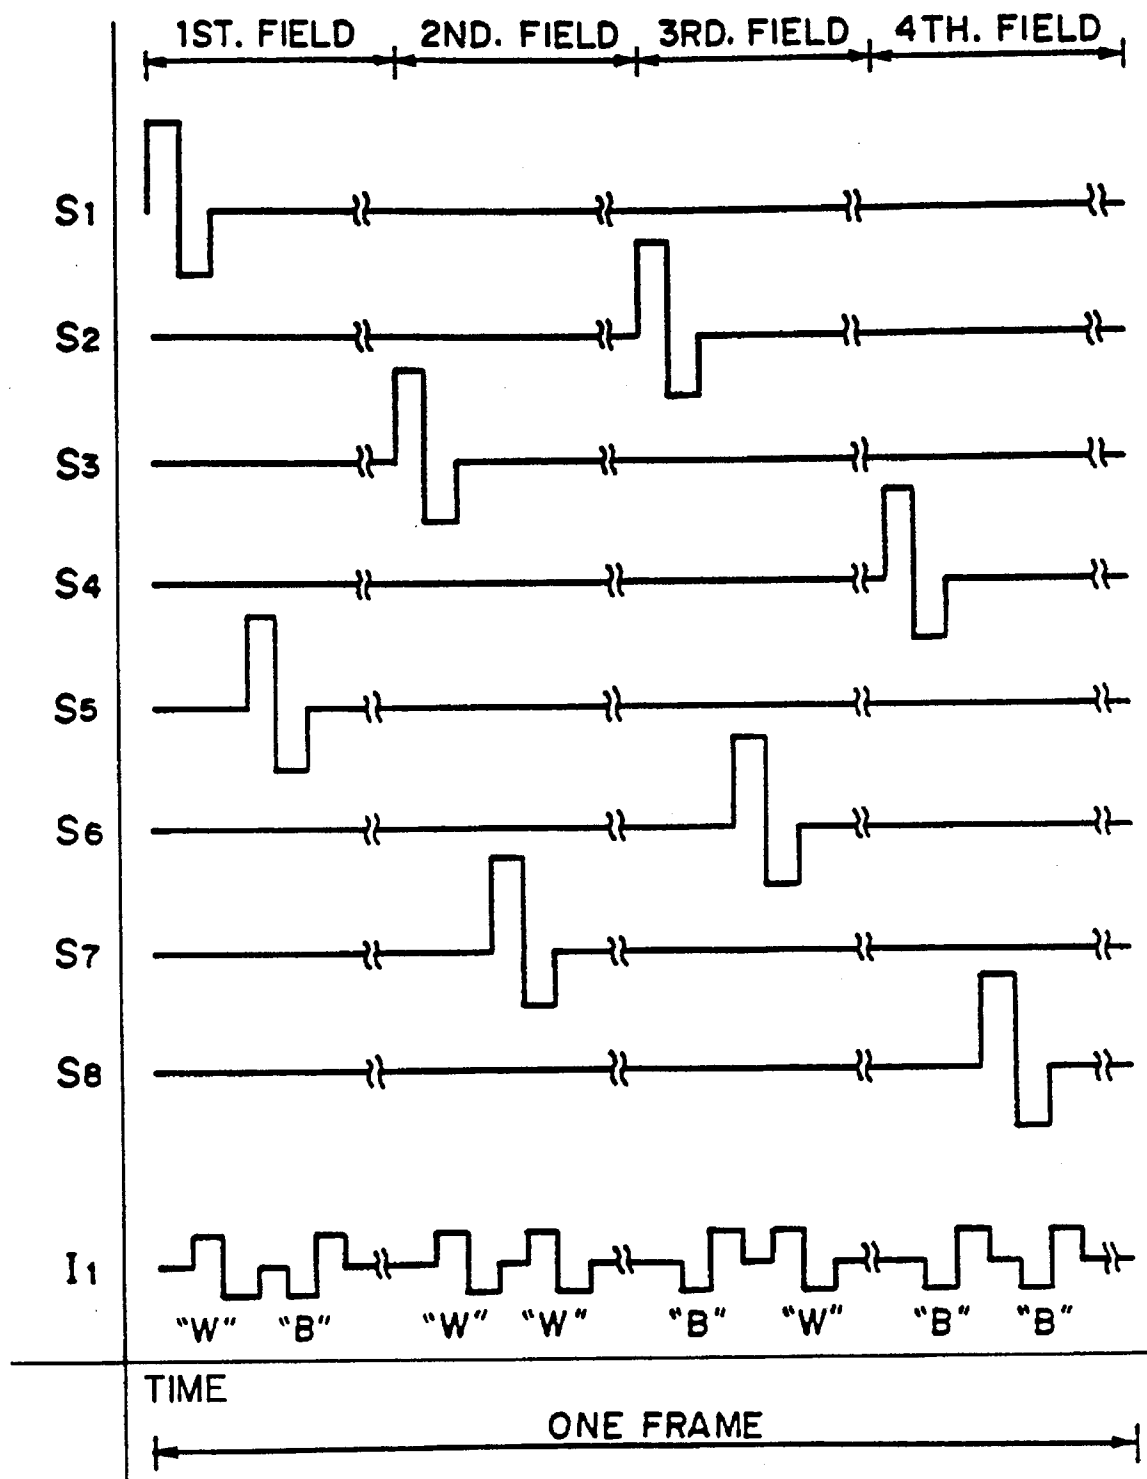 1ST. FIELD 2ND. FIELD 3RD. FIELD 4TH. FIELD
S1
S2
S3
S4
S5
S6
S7
S8
I1
"W" "B" "W" "W" "B" "W" "B" "B"
TIME
ONE FRAME